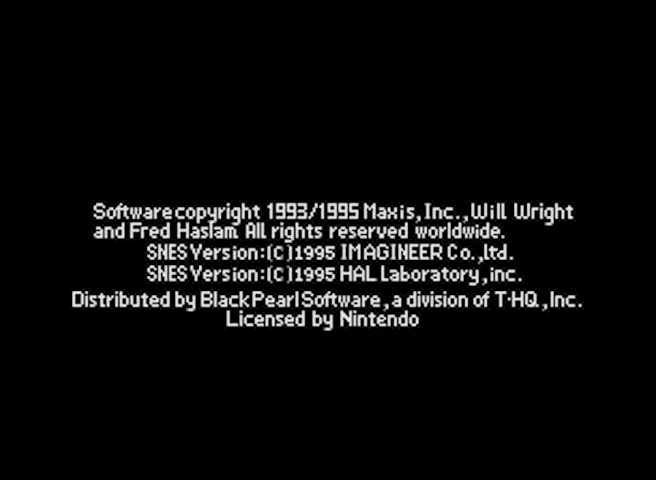 Software copyright 1993/1995 Maxis, Inc., Will Wright
and Fred Haslam. All rights reserved worldwide.
SNES Version:(C)1995 IMAGINEER Co.,ltd.
SNES Version:(C)1995 HAL Laboratory,inc.
Distributed by Black Pearl Software, a division of T·HQ.,Inc.
Licensed by Nintendo